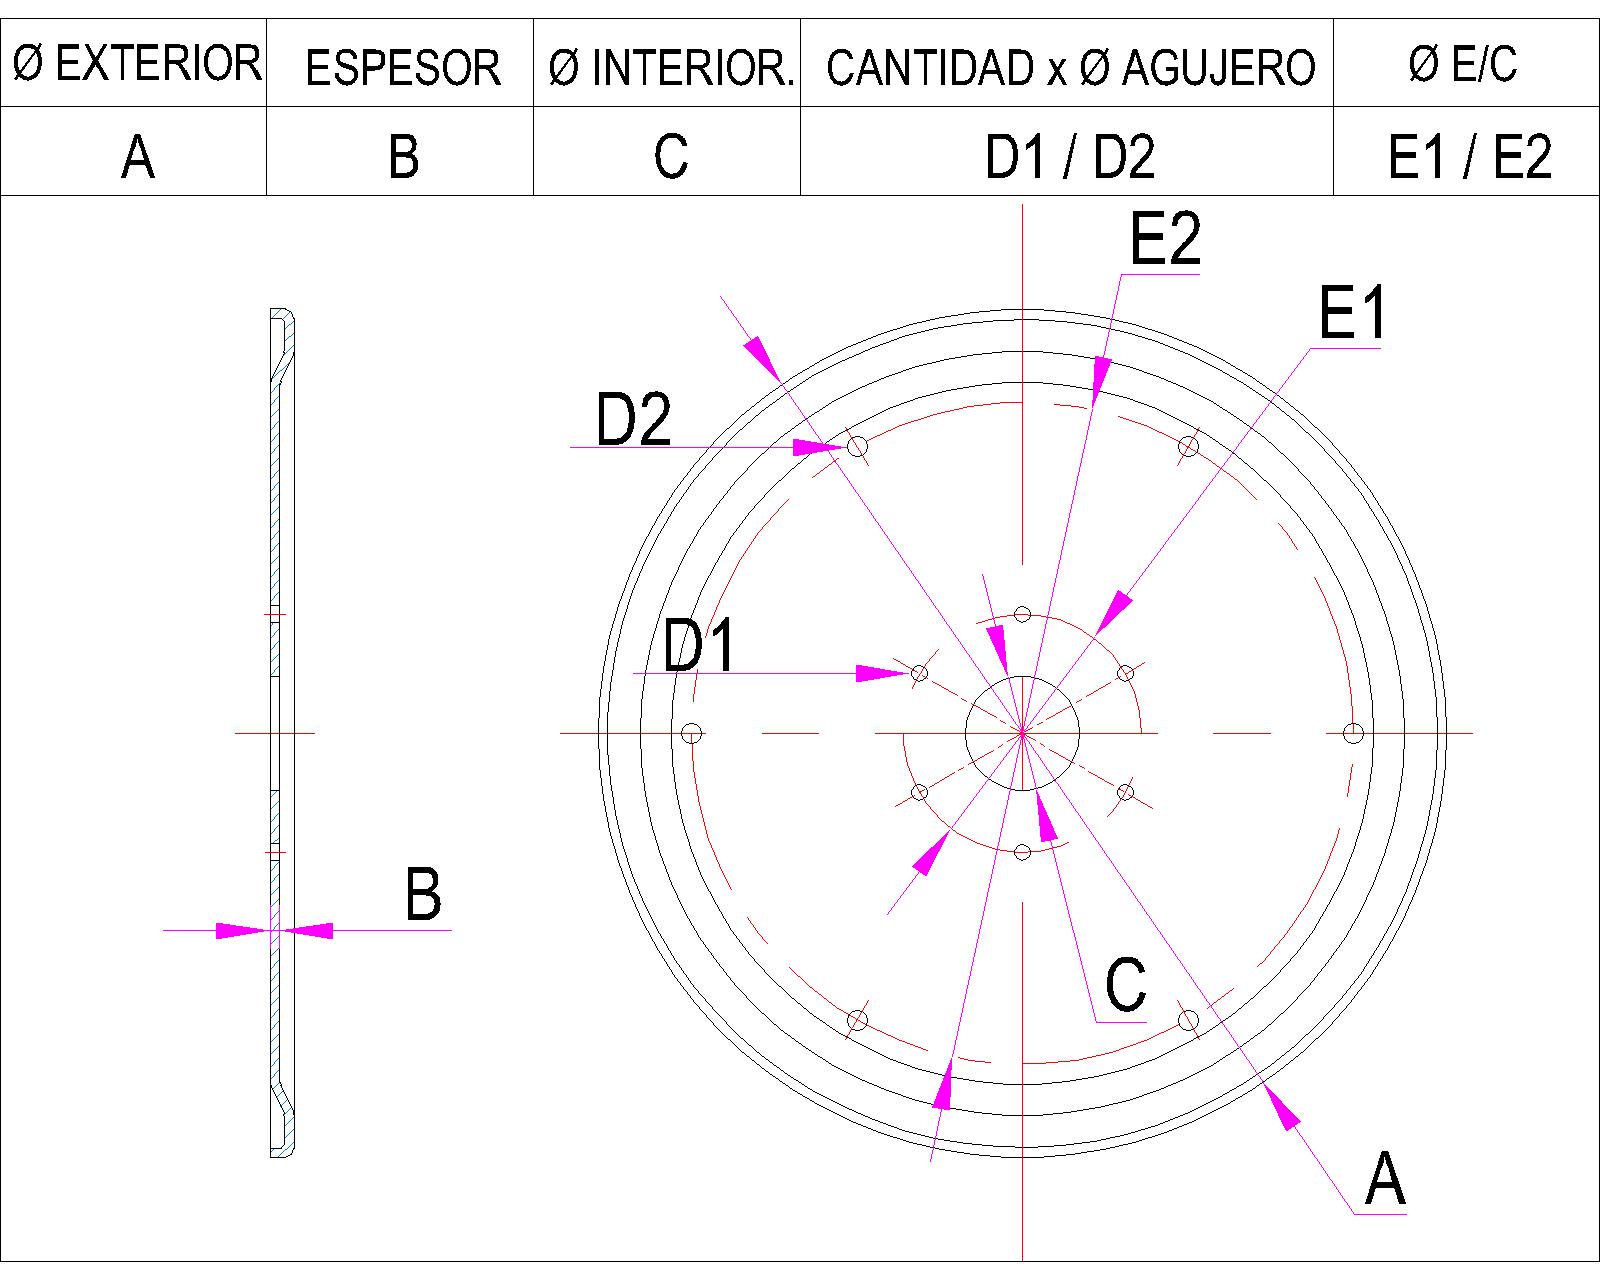 Ø EXTERIOR ESPESOR Ø INTERIOR. CANTIDAD x Ø AGUJERO Ø E/C
A B C D1 / D2 E1 / E2
E2
E1
D2
D1
B
C
A